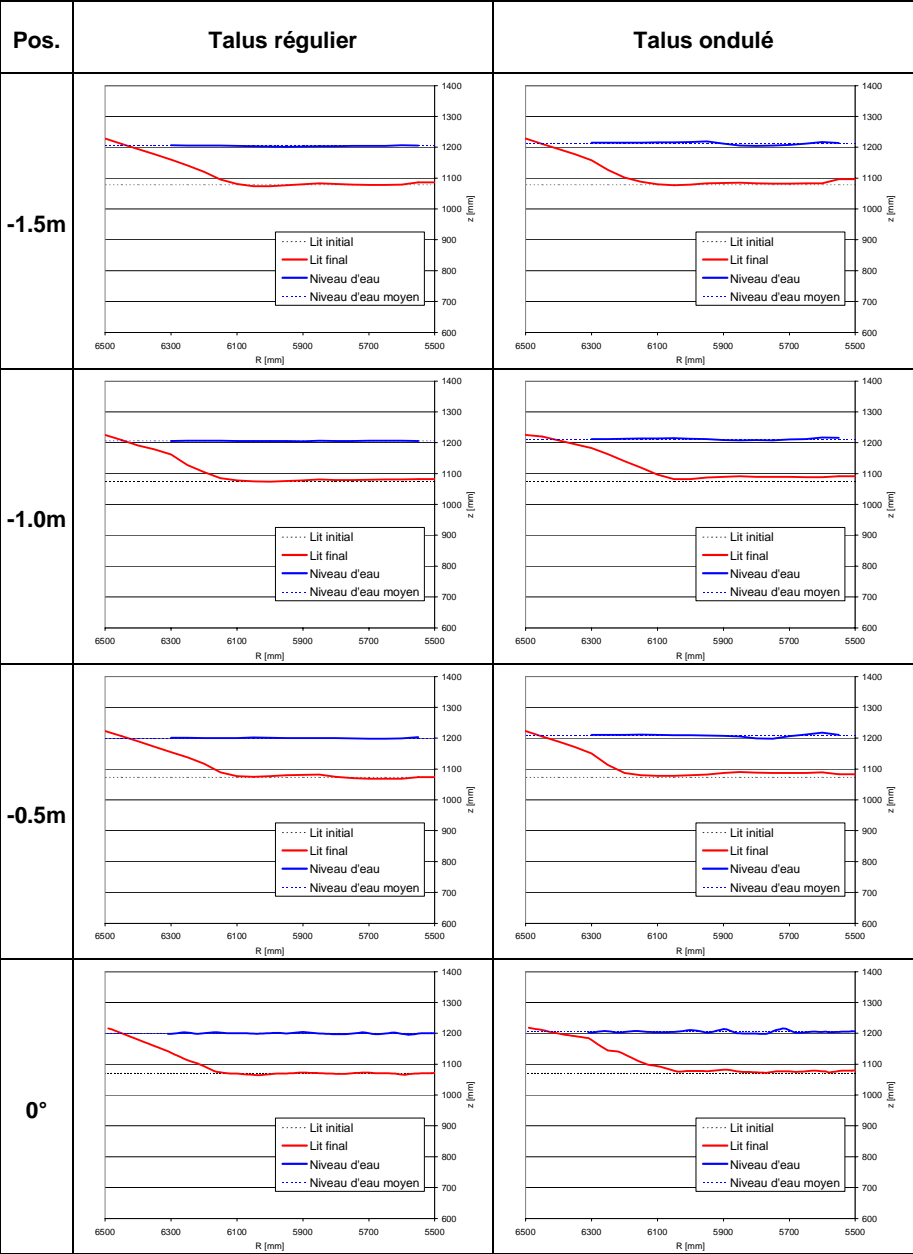 Pos. Talus régulier Talus ondulé
-1.5m
1400
1300
1200
1100
1000
900
800
700
600
z [mm]
Lit initial
Lit final
Niveau d'eau
Niveau d'eau moyen
6500 6300 6100 5900 5700 5500
R [mm]
1400
1300
1200
1100
1000
900
800
700
600
z [mm]
Lit initial
Lit final
Niveau d'eau
Niveau d'eau moyen
6500 6300 6100 5900 5700 5500
R [mm]
-1.0m
1400
1300
1200
1100
1000
900
800
700
600
z [mm]
Lit initial
Lit final
Niveau d'eau
Niveau d'eau moyen
6500 6300 6100 5900 5700 5500
R [mm]
1400
1300
1200
1100
1000
900
800
700
600
z [mm]
Lit initial
Lit final
Niveau d'eau
Niveau d'eau moyen
6500 6300 6100 5900 5700 5500
R [mm]
-0.5m
1400
1300
1200
1100
1000
900
800
700
600
z [mm]
Lit initial
Lit final
Niveau d'eau
Niveau d'eau moyen
6500 6300 6100 5900 5700 5500
R [mm]
1400
1300
1200
1100
1000
900
800
700
600
z [mm]
Lit initial
Lit final
Niveau d'eau
Niveau d'eau moyen
6500 6300 6100 5900 5700 5500
R [mm]
0°
1400
1300
1200
1100
1000
900
800
700
600
z [mm]
Lit initial
Lit final
Niveau d'eau
Niveau d'eau moyen
6500 6300 6100 5900 5700 5500
R [mm]
1400
1300
1200
1100
1000
900
800
700
600
z [mm]
Lit initial
Lit final
Niveau d'eau
Niveau d'eau moyen
6500 6300 6100 5900 5700 5500
R [mm]